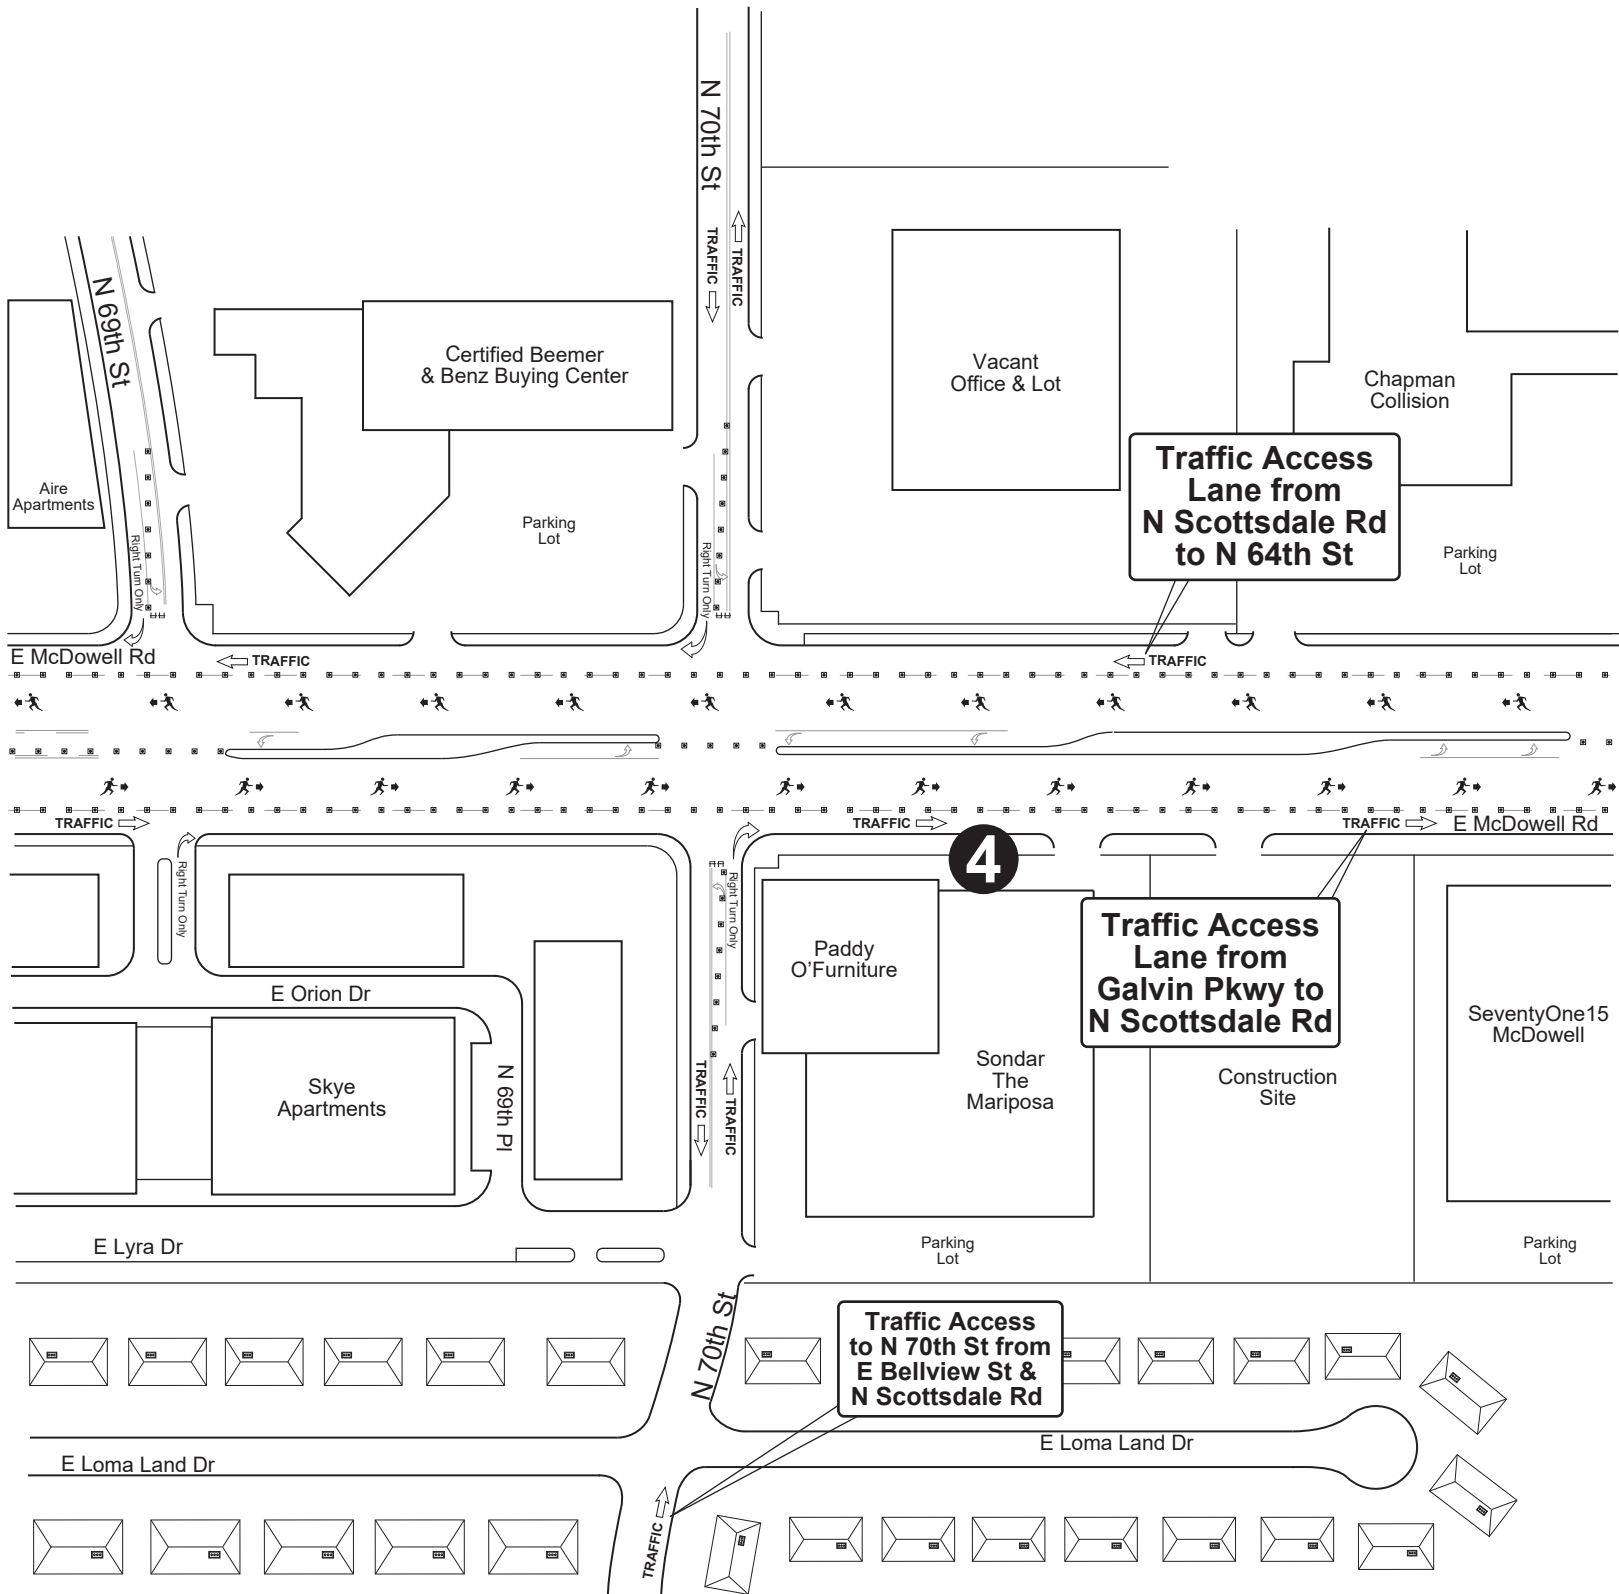 N 70th St
TRAFFIC
TRAFFIC
N 69th St
Certified Beemer
& Benz Buying Center
Vacant
Office & Lot
Chapman
Collision
Aire
Apartments
Parking
Lot
Traffic Access
Lane from
N Scottsdale Rd
to N 64th St
Parking
Lot
Right Turn Only
Right Turn Only
E McDowell Rd
TRAFFIC
TRAFFIC
TRAFFIC
TRAFFIC
TRAFFIC
E McDowell Rd
4
Right Turn Only
Right Turn Only
Paddy
O'Furniture
Traffic Access
Lane from
Galvin Pkwy to
N Scottsdale Rd
E Orion Dr
SeventyOne15
McDowell
Skye
Apartments
N 69th Pl
TRAFFIC
TRAFFIC
Sondar
The
Mariposa
Construction
Site
E Lyra Dr
Parking
Lot
Parking
Lot
N 70th St
Traffic Access
to N 70th St from
E Bellview St &
N Scottsdale Rd
E Loma Land Dr
E Loma Land Dr
TRAFFIC